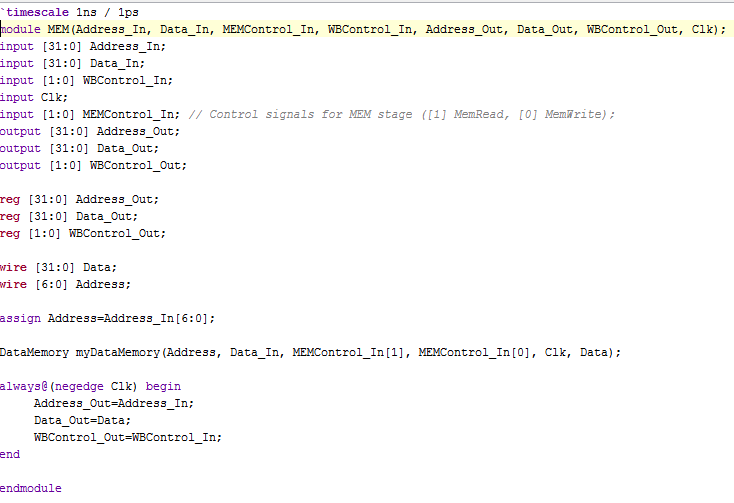 `timescale 1ns / 1ps
module MEM(Address_In, Data_In, MEMControl_In, WBControl_In, Address_Out, Data_Out, WBControl_Out, Clk);
input [31:0] Address_In;
input [31:0] Data_In;
input [1:0] WBControl_In;
input Clk;
input [1:0] MEMControl_In; // Control signals for MEM stage ([1] MemRead, [0] MemWrite);
output [31:0] Address_Out;
output [31:0] Data_Out;
output [1:0] WBControl_Out;
reg [31:0] Address_Out;
reg [31:0] Data_Out;
reg [1:0] WBControl_Out;
wire [31:0] Data;
wire [6:0] Address;
assign Address=Address_In[6:0];
DataMemory myDataMemory(Address, Data_In, MEMControl_In[1], MEMControl_In[0], Clk, Data);
always@(negedge Clk) begin
Address_Out=Address_In;
Data_Out=Data;
WBControl_Out=WBControl_In;
end
endmodule